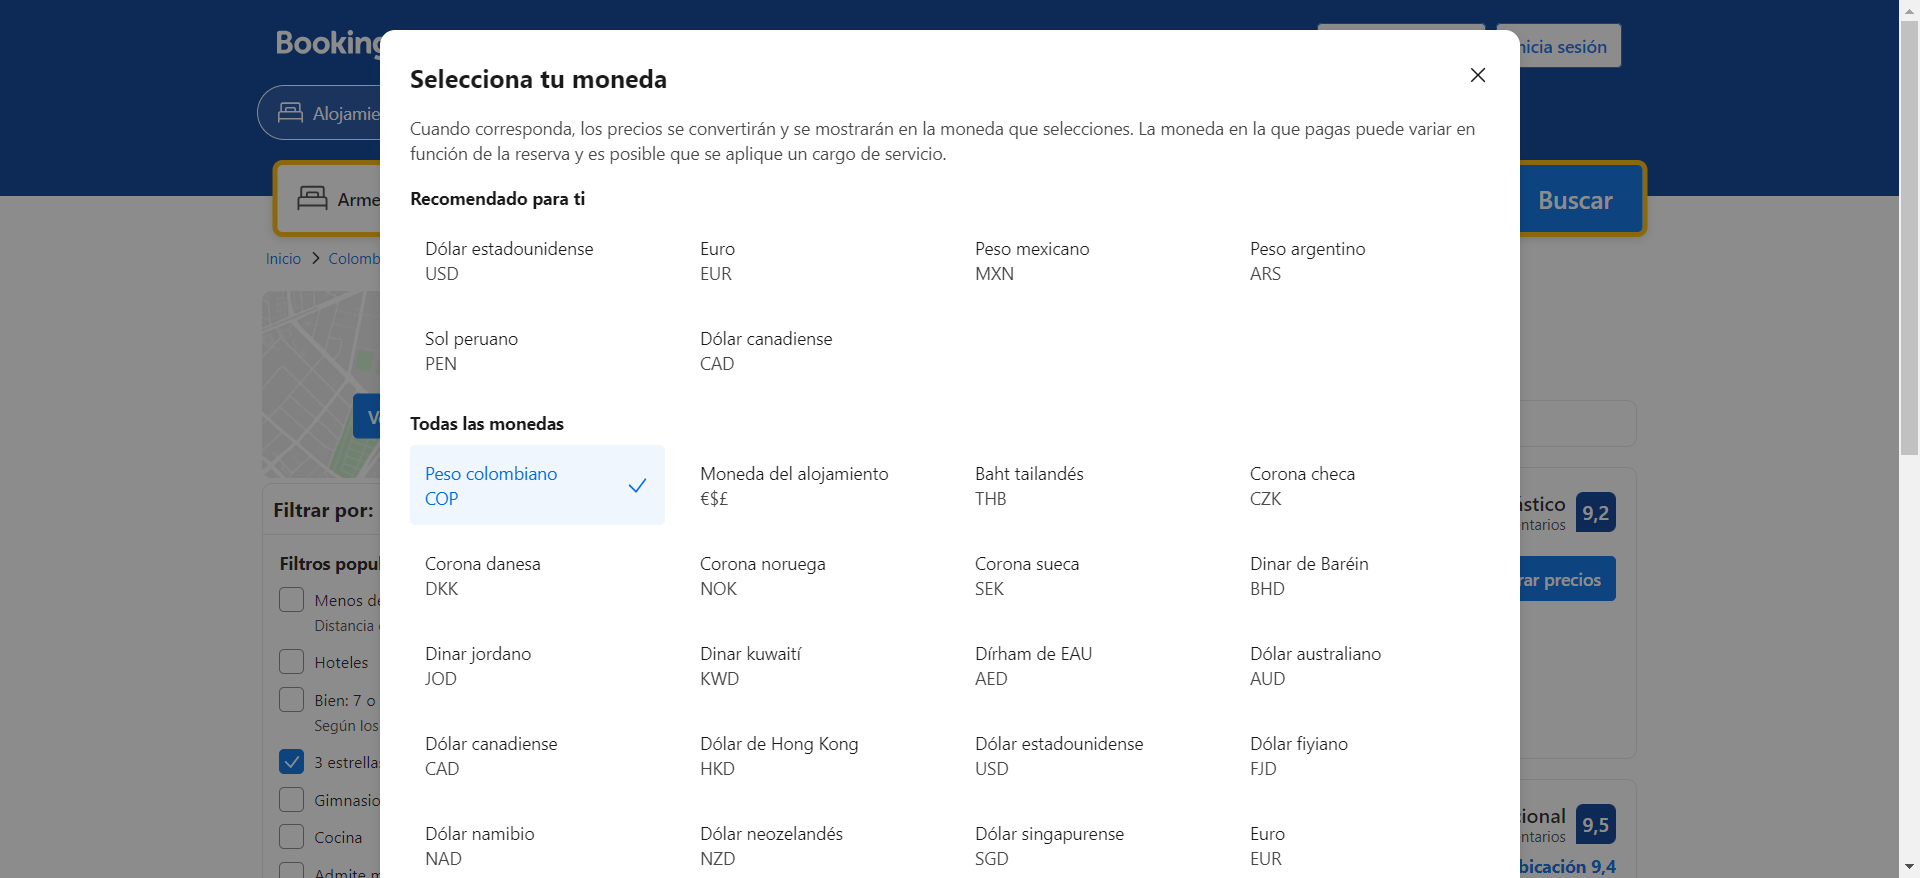 Booking
Inicia sesión
Selecciona tu moneda
Cuando corresponda, los precios se convertirán y se mostrarán en la moneda que selecciones. La moneda en la que pagas puede variar en
función de la reserva y es posible que se aplique un cargo de servicio.
Recomendado para ti
Dólar estadounidense
USD
Euro
EUR
Peso mexicano
MXN
Peso argentino
ARS
Sol peruano
PEN
Dólar canadiense
CAD
Todas las monedas
Peso colombiano
COP
Moneda del alojamiento
€$£
Baht tailandés
THB
Corona checa
CZK
Corona danesa
DKK
Corona noruega
NOK
Corona sueca
SEK
Dinar de Baréin
BHD
Dinar jordano
JOD
Dinar kuwaití
KWD
Dírham de EAU
AED
Dólar australiano
AUD
Dólar canadiense
CAD
Dólar de Hong Kong
HKD
Dólar estadounidense
USD
Dólar fiyiano
FJD
Dólar namibio
NAD
Dólar neozelandés
NZD
Dólar singapurense
SGD
Euro
EUR
Alojamie
Arme
Buscar
Inicio
Colomb
Filtrar por:
Filtros popul
Menos de
Distancia
Hoteles
Bien: 7 o
Según los
3 estrellas
Gimnasio
Cocina
Admite m
ástico
ntarios
9,2
rar precios
cional
ntarios
9,5
bicación 9,4